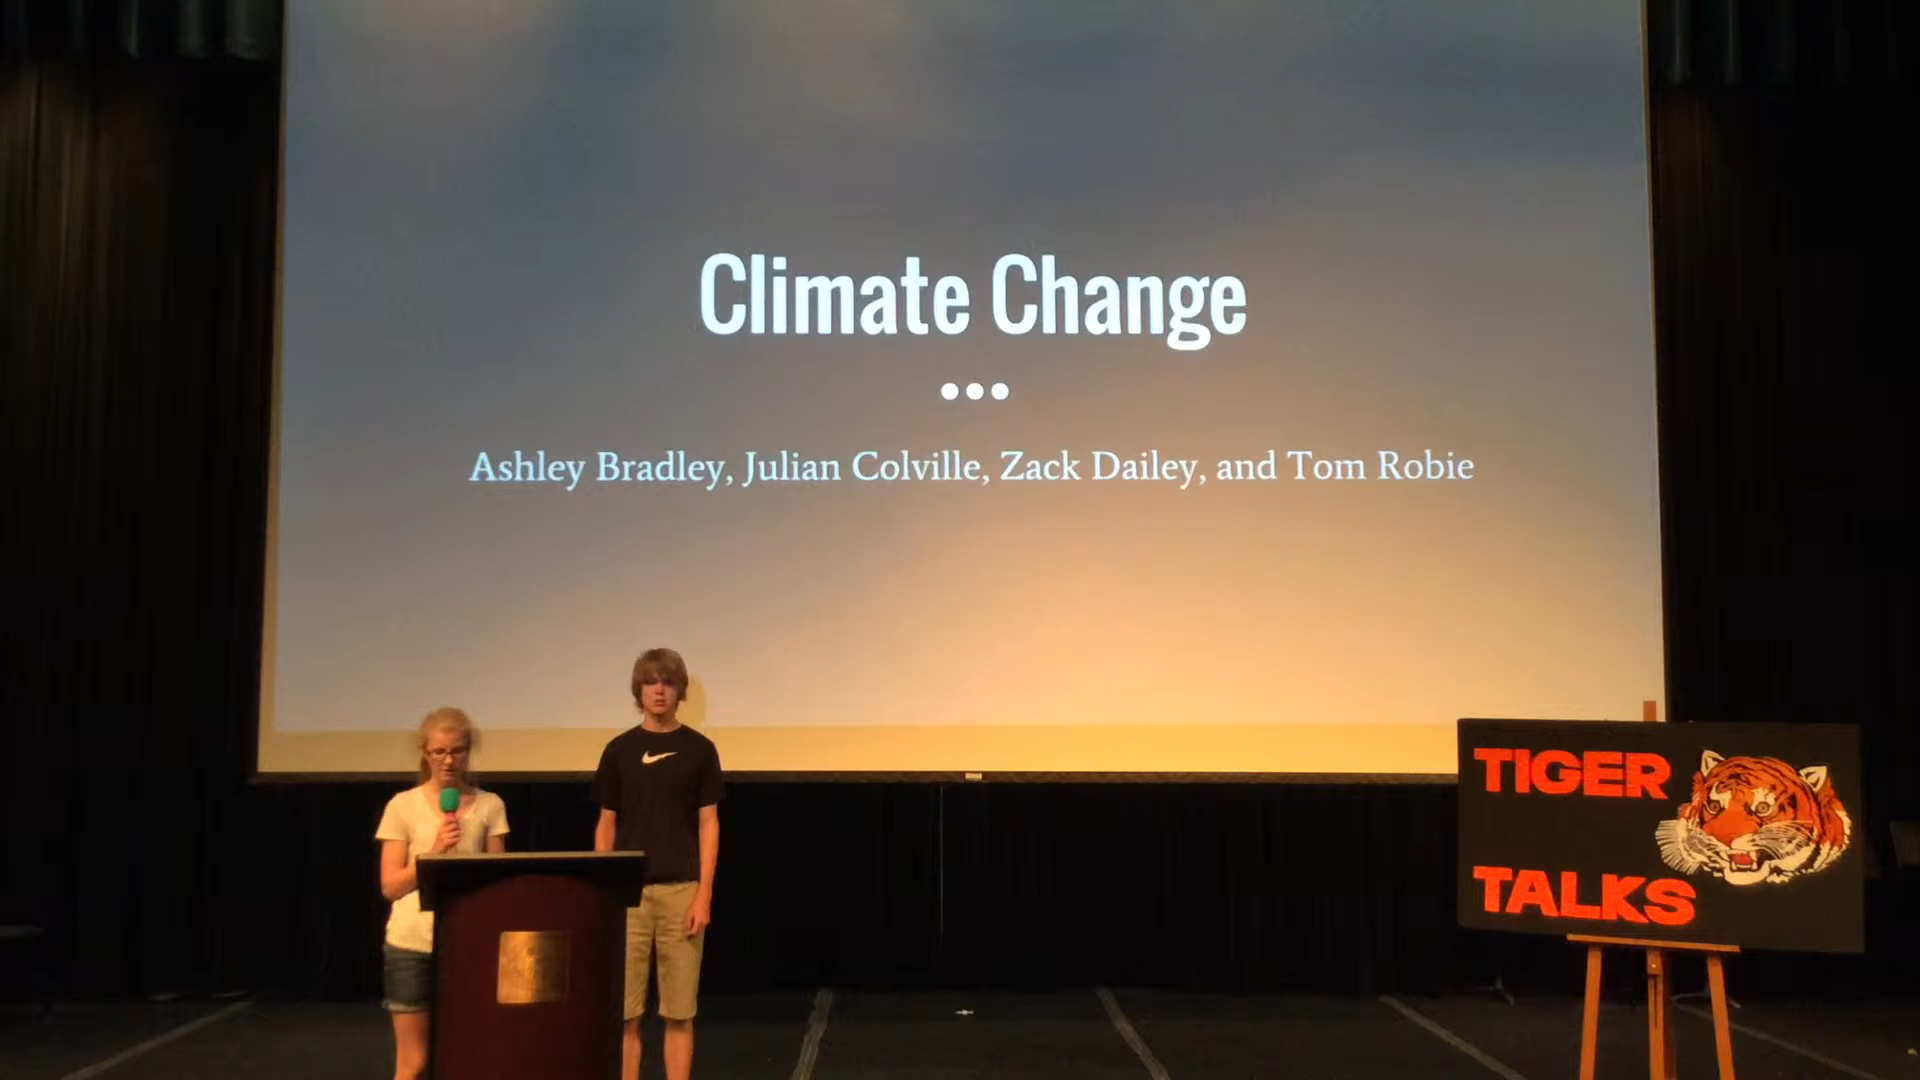 Climate Change
Ashley Bradley, Julian Colville, Zack Dailey, and Tom Robie
TIGER
TALKS